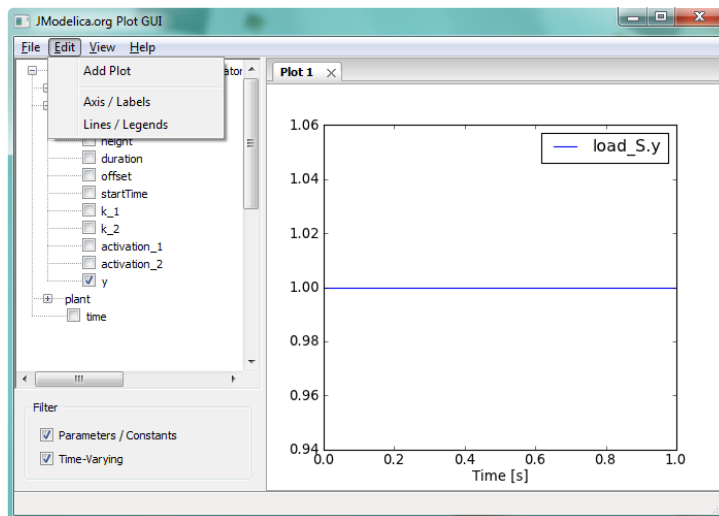 JModelica.org Plot GUI
File Edit View Help
Add Plot
Axis / Labels
Lines / Legends
height
duration
offset
startTime
k_1
k_2
activation_1
activation_2
y
plant
time
Filter
Parameters / Constants
Time-Varying
Plot 1
load_S.y
1.06
1.04
1.02
1.00
0.98
0.96
0.94
0.0 0.2 0.4 0.6 0.8 1.0
Time [s]